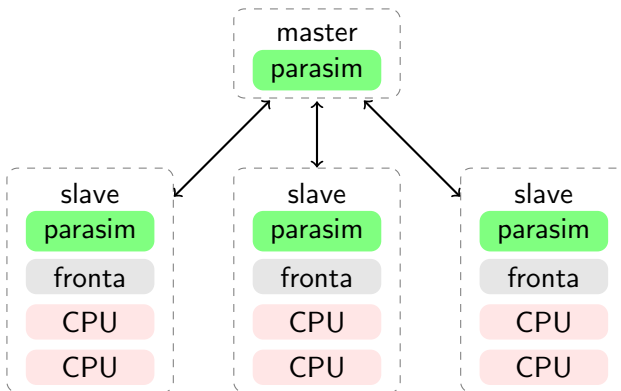 master
parasim
slave
parasim
fronta
CPU
CPU
slave
parasim
fronta
CPU
CPU
slave
parasim
fronta
CPU
CPU